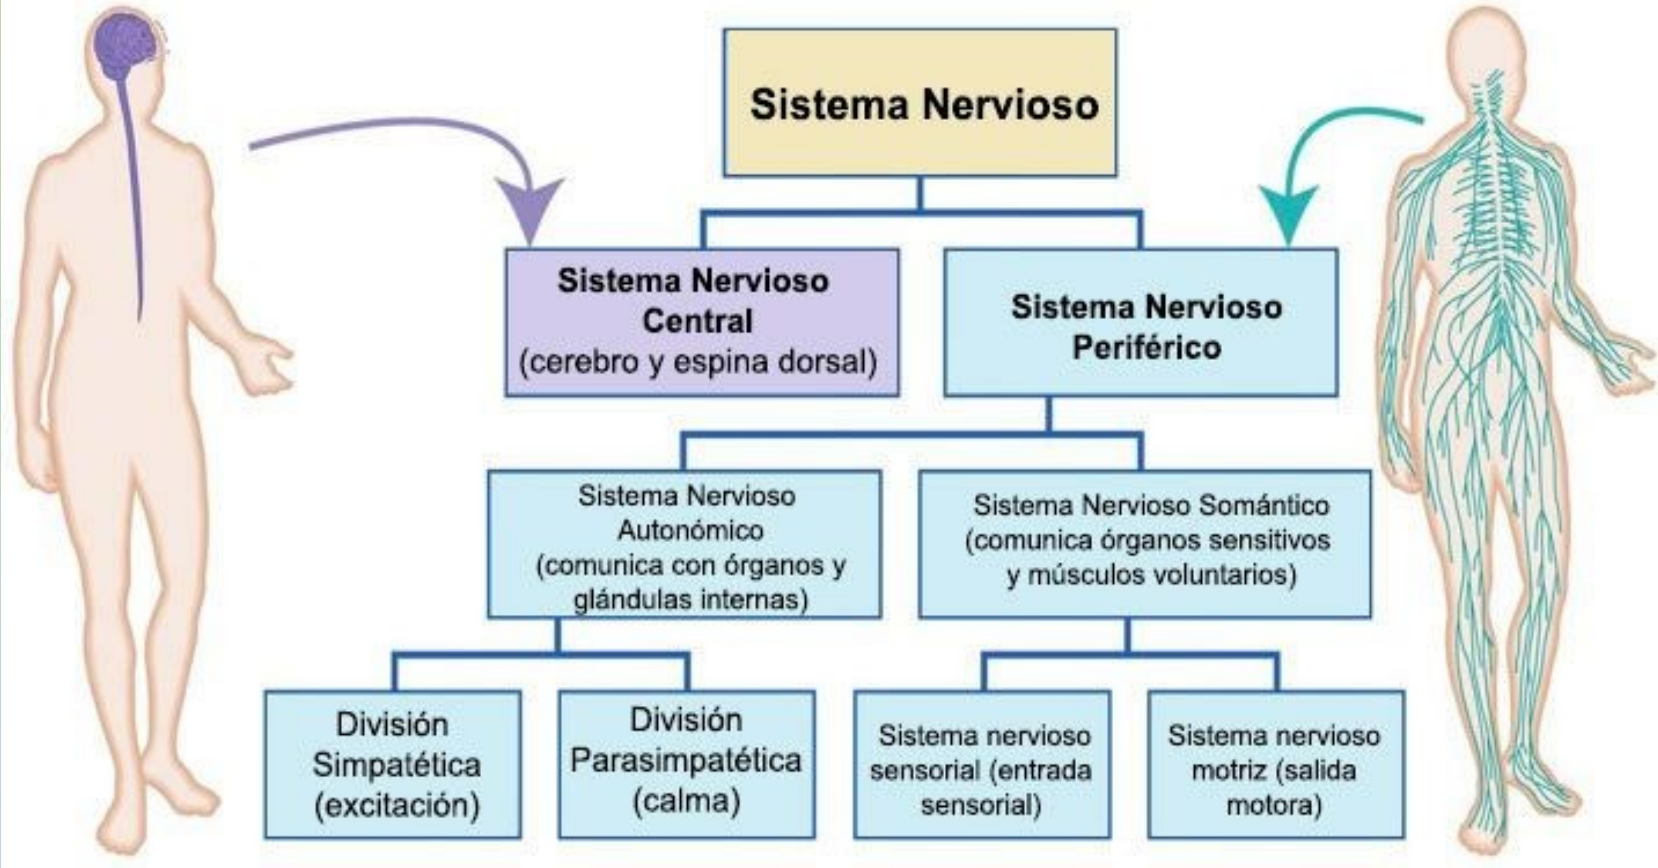 Sistema Nervioso
Sistema Nervioso
Central
(cerebro y espina dorsal)
Sistema Nervioso
Periférico
Sistema Nervioso
Autonómico
(comunica con órganos y
glándulas internas)
Sistema Nervioso Somántico
(comunica órganos sensitivos
y músculos voluntarios)
División
Simpatética
(excitación)
División
Parasimpatética
(calma)
Sistema nervioso
sensorial (entrada
sensorial)
Sistema nervioso
motriz (salida
motora)